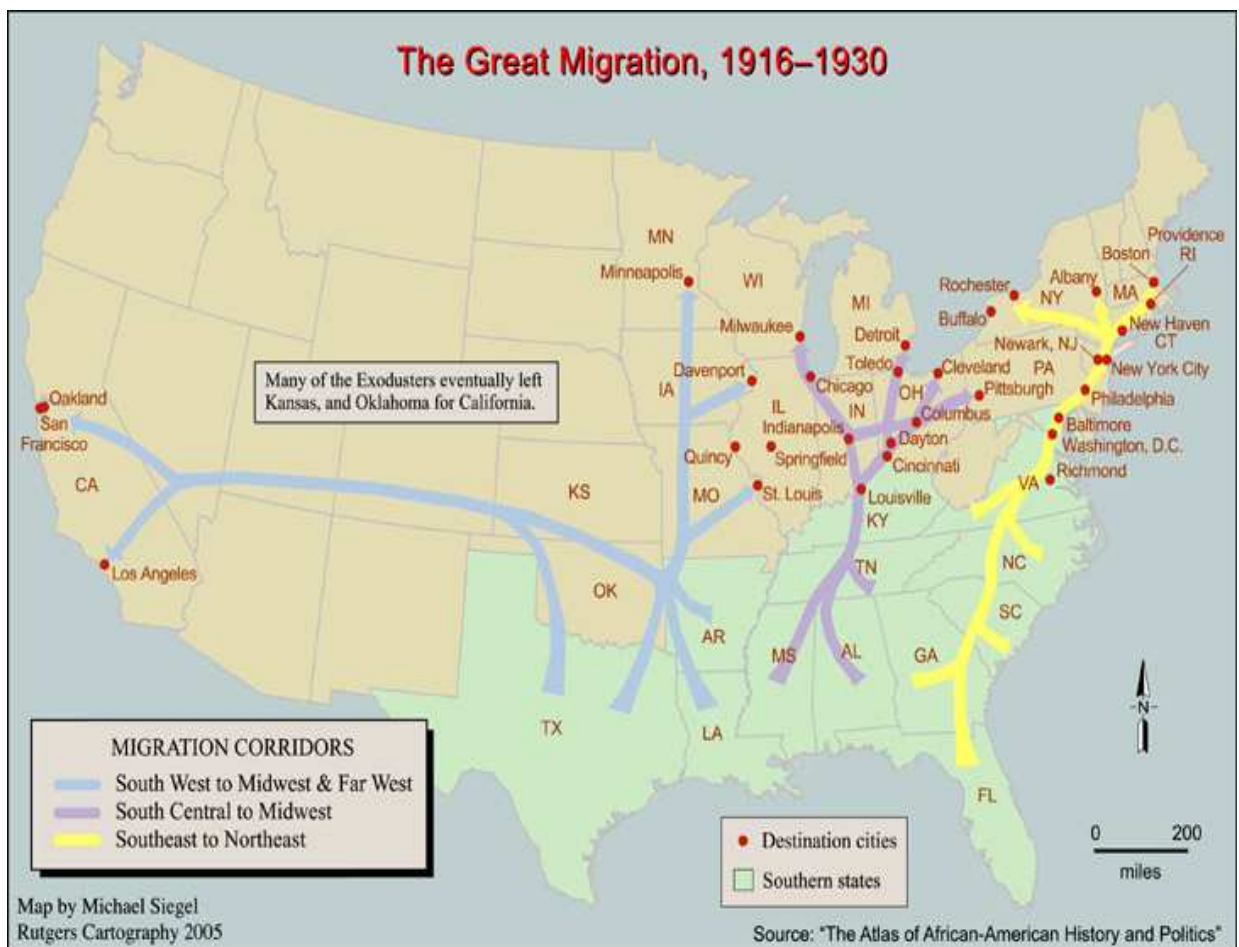 The Great Migration, 1916–1930
MN
Minneapolis
WI
MI
Milwaukee
Detroit
Toledo
Cleveland
Pittsburgh
Rochester
Buffalo
Albany
NY
MA
Boston
Providence
RI
New Haven
CT
Newark, NJ
PA
New York City
Philadelphia
Baltimore
Washington, D.C.
Richmond
VA
Davenport
IA
Chicago
IN
OH
Columbus
IL
Indianapolis
Dayton
Cincinnati
Quincy
Springfield
St. Louis
MO
Louisville
KY
KS
Many of the Exodusters eventually left
Kansas, and Oklahoma for California.
Oakland
San
Francisco
CA
Los Angeles
OK
AR
TN
NC
SC
MS
AL
GA
TX
LA
FL
N
MIGRATION CORRIDORS
South West to Midwest & Far West
South Central to Midwest
Southeast to Northeast
Destination cities
Southern states
0 200
miles
Map by Michael Siegel
Rutgers Cartography 2005
Source: "The Atlas of African-American History and Politics"